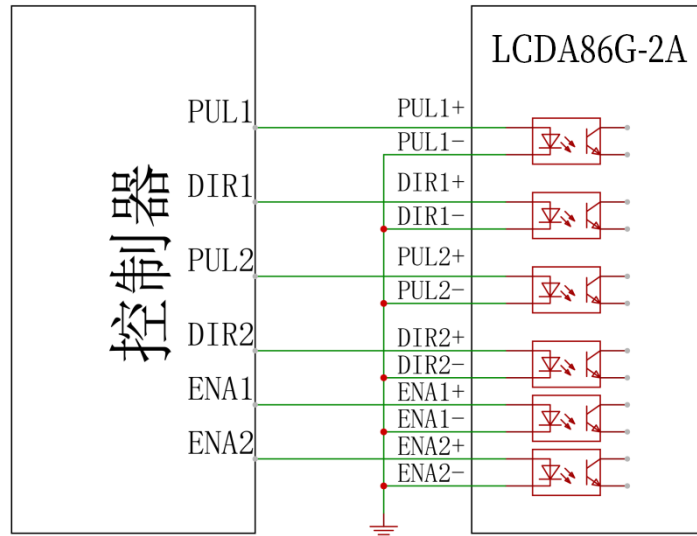 LCDA86G-2A
控制器
PUL1
DIR1
PUL2
DIR2
ENA1
ENA2
PUL1+
PUL1-
DIR1+
DIR1-
PUL2+
PUL2-
DIR2+
DIR2-
ENA1+
ENA1-
ENA2+
ENA2-